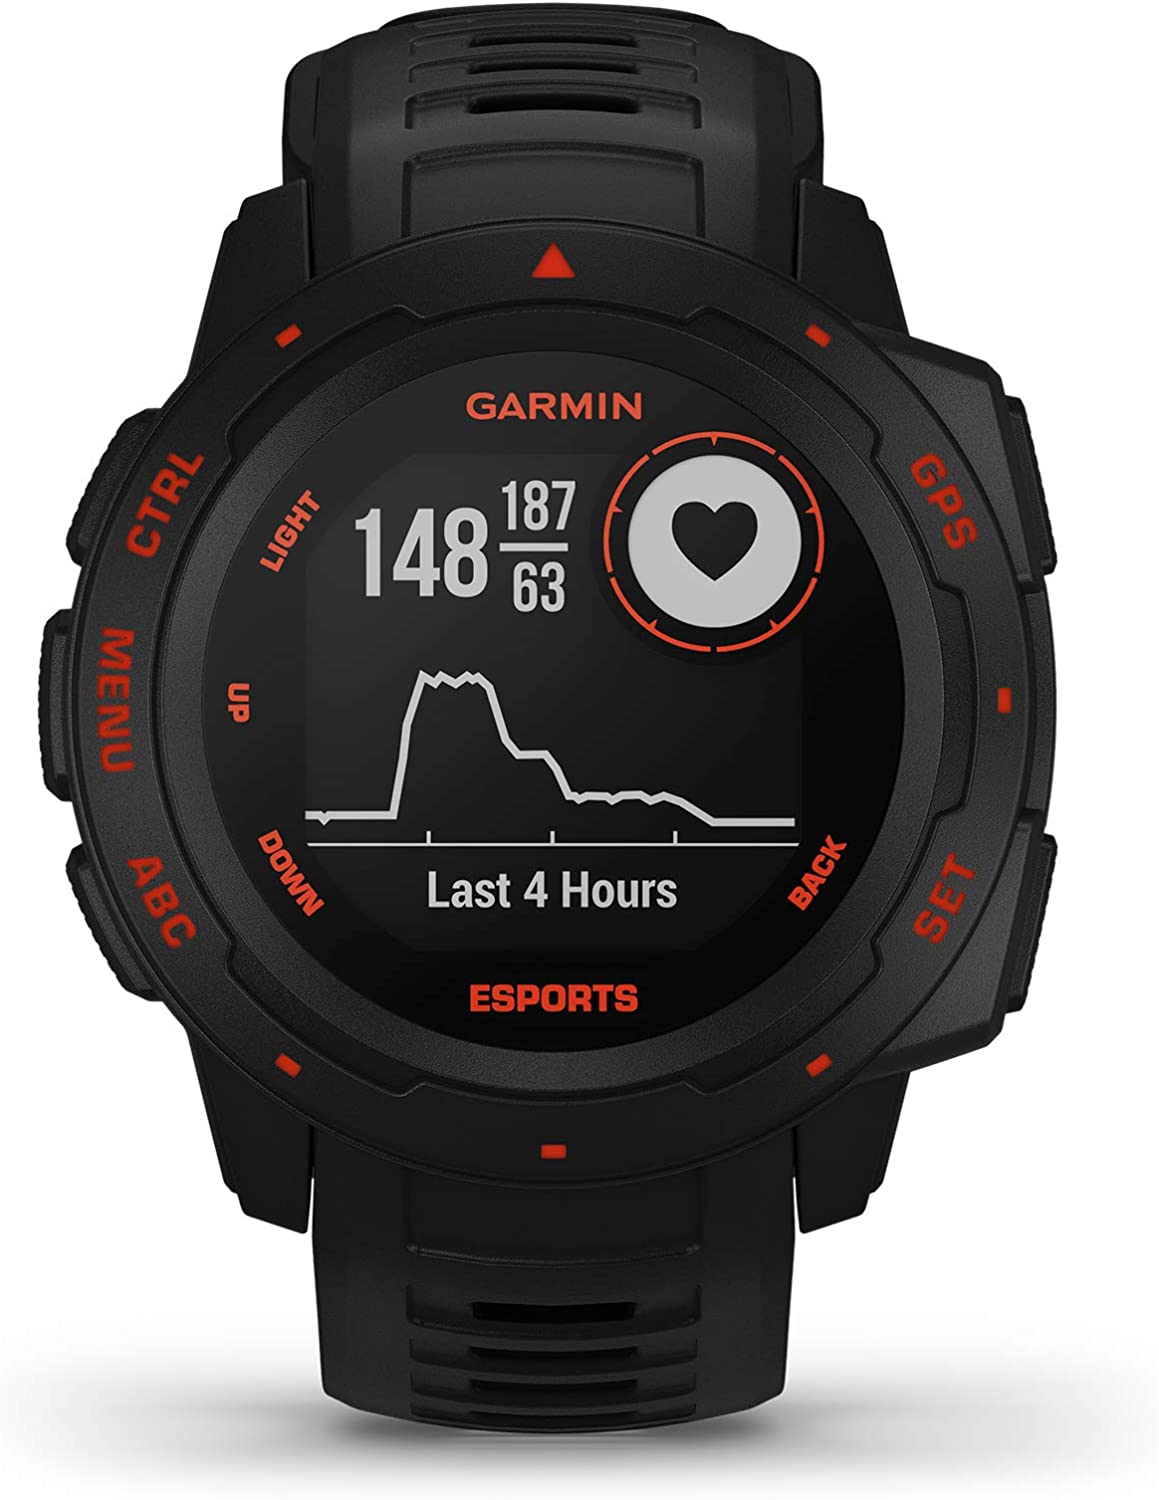 GARMIN
CTRL
LIGHT
GPS
148
187
63
MENU
UP
ABC
DOWN
Last 4 Hours
BACK
SET
ESPORTS